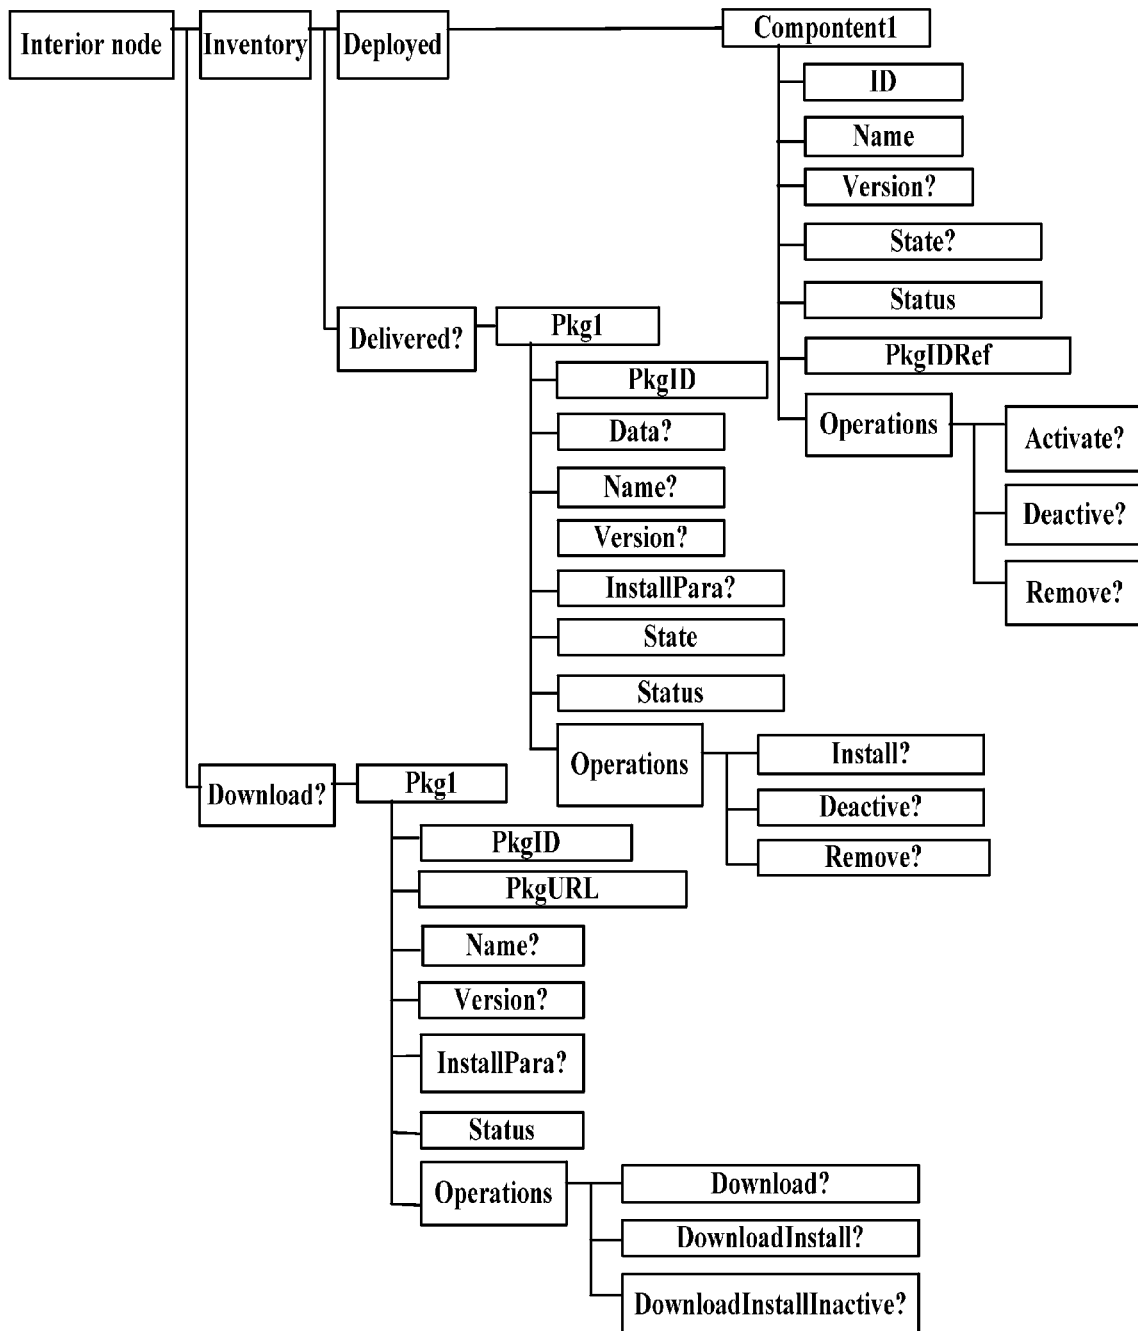 Interior node
Inventory
Deployed
Compontent1
ID
Name
Version?
State?
Status
PkgIDRef
Operations
Activate?
Deactive?
Remove?
Delivered?
Pkg1
PkgID
Data?
Name?
Version?
InstallPara?
State
Status
Operations
Install?
Deactive?
Remove?
Download?
Pkg1
PkgID
PkgURL
Name?
Version?
InstallPara?
Status
Operations
Download?
DownloadInstall?
DownloadInstallInactive?